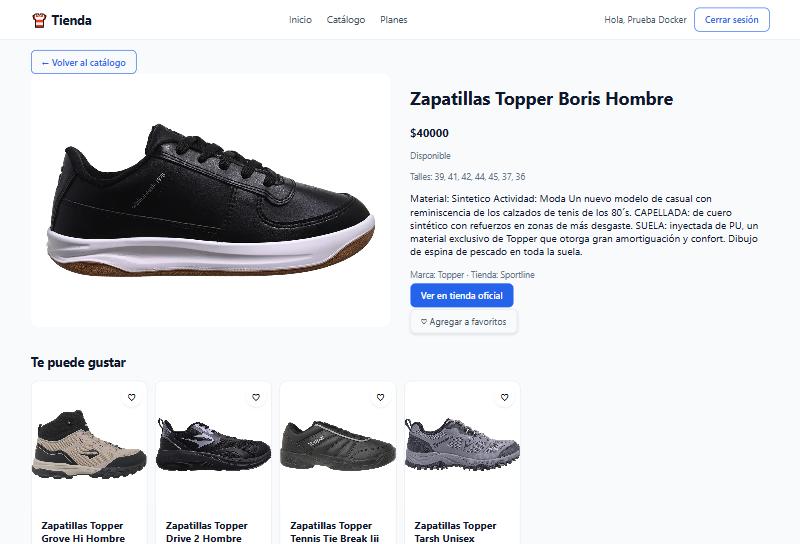 Tienda
Inicio
Catálogo
Planes
Hola, Prueba Docker
Cerrar sesión
← Volver al catálogo
Zapatillas Topper Boris Hombre
$40000
Disponible
Talles: 39, 41, 42, 44, 45, 37, 36
Material: Sintetico Actividad: Moda Un nuevo modelo de casual con
reminiscencia de los calzados de tenis de los 80´s. CAPELLADA: de cuero
sintético con refuerzos en zonas de más desgaste. SUELA: inyectada de PU, un
material exclusivo de Topper que otorga gran amortiguación y confort. Dibujo
de espina de pescado en toda la suela.
Marca: Topper · Tienda: Sportline
Ver en tienda oficial
♡ Agregar a favoritos
Te puede gustar
Zapatillas Topper
Grove Hi Hombre
Zapatillas Topper
Drive 2 Hombre
Zapatillas Topper
Tennis Tie Break Iii
Zapatillas Topper
Tarsh Unisex